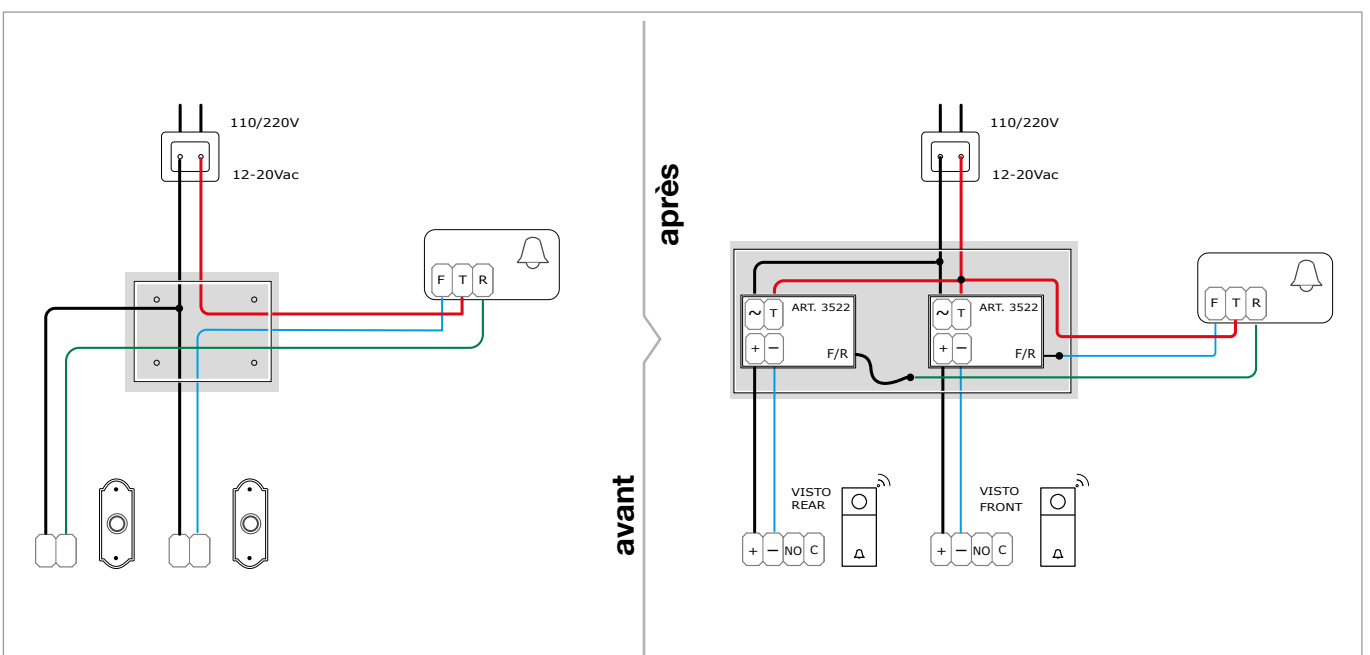 110/220V
12-20Vac
F T R
avant
après
110/220V
12-20Vac
~ T ART. 3522
+ − F/R
~ T ART. 3522
+ − F/R
F T R
VISTO
REAR
+ − NO C
VISTO
FRONT
+ − NO C